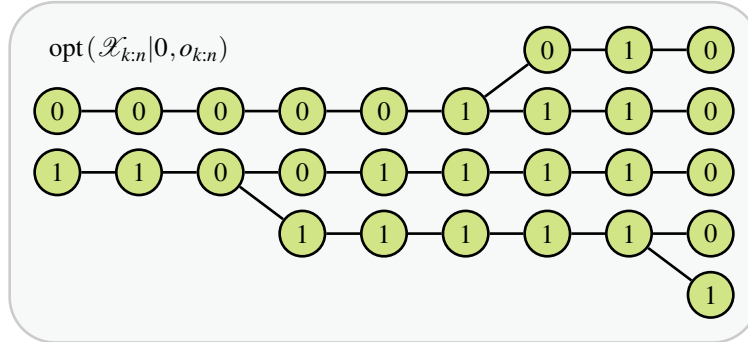 opt(𝒳k:n|0, ok:n)
0 1 0
0 0 0 0 0 1 1 1 0
1 1 0 0 1 1 1 1 0
1 1 1 1 1 0
1